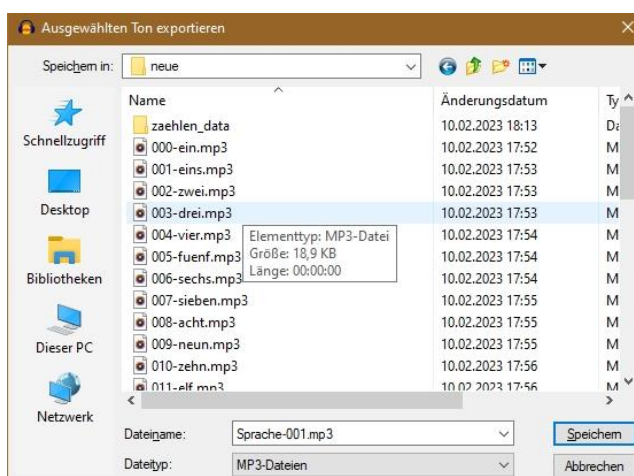 Ausgewählten Ton exportieren
Speichern in: neue
Name Änderungsdatum Ty
zaehlen_data 10.02.2023 18:13
000-ein.mp3 10.02.2023 17:52 M
001-eins.mp3 10.02.2023 17:53 M
002-zwei.mp3 10.02.2023 17:53 M
003-drei.mp3 10.02.2023 17:53 M
004-vier.mp3 10.02.2023 17:54 M
005-fuenf.mp3 10.02.2023 17:54 M
006-sechs.mp3 10.02.2023 17:54 M
007-sieben.mp3 10.02.2023 17:55 M
008-acht.mp3 10.02.2023 17:55 M
009-neun.mp3 10.02.2023 17:55 M
010-zehn.mp3 10.02.2023 17:56 M
011-elf.mp3 10.02.2023 17:56 M
Elementtyp: MP3-Datei
Größe: 18,9 KB
Länge: 00:00:00
Schnellzugriff
Desktop
Bibliotheken
Dieser PC
Netzwerk
Dateiname: Sprache-001.mp3 Speichern
Dateityp: MP3-Dateien Abbrechen